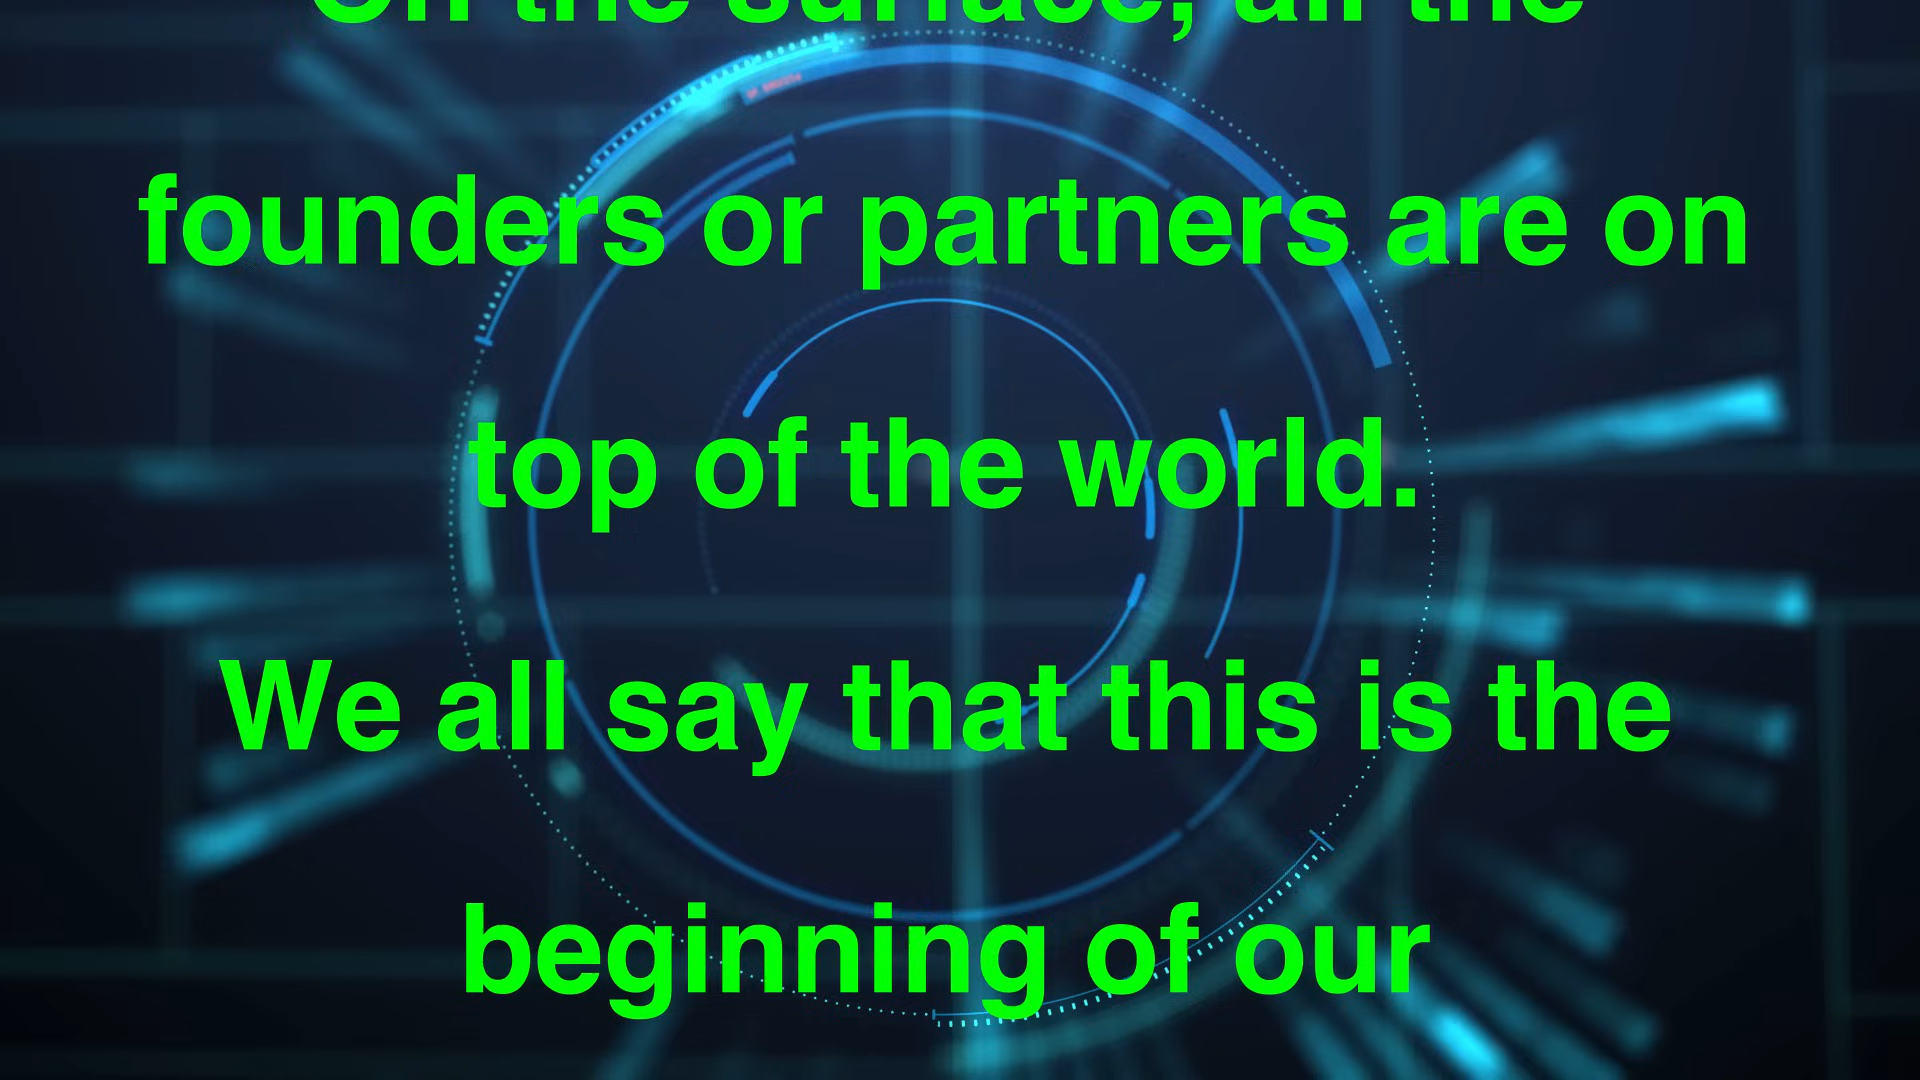 On the surface, all the
founders or partners are on
top of the world.
We all say that this is the
beginning of our